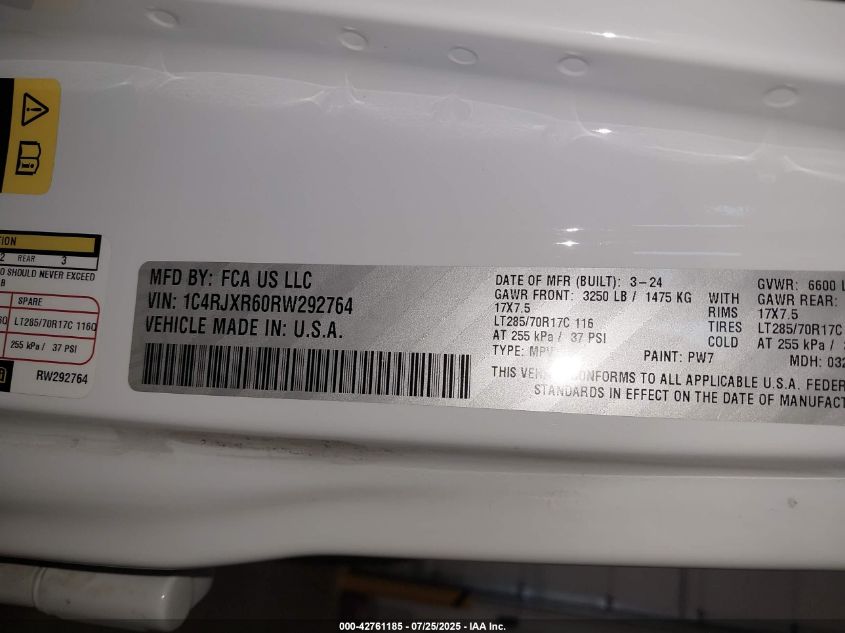 TION
2 REAR 3
O SHOULD NEVER EXCEED
B
SPARE
60 LT285/70R17C 116Q
255 kPa / 37 PSI
RW292764
MFD BY: FCA US LLC
VIN: 1C4RJXR60RW292764
VEHICLE MADE IN: U.S.A.
DATE OF MFR (BUILT): 3-24 GVWR: 6600 L
GAWR FRONT: 3250 LB / 1475 KG WITH GAWR REAR:
17X7.5 RIMS 17X7.5
LT285/70R17C 116 TIRES LT285/70R17C
AT 255 kPa / 37 PSI COLD AT 255 kPa /
TYPE: MPV PAINT: PW7 MDH: 032
THIS VEH CONFORMS TO ALL APPLICABLE U.S.A. FEDER
STANDARDS IN EFFECT ON THE DATE OF MANUFACT
000-42761185 / 07/25/2025 - IAA Inc.